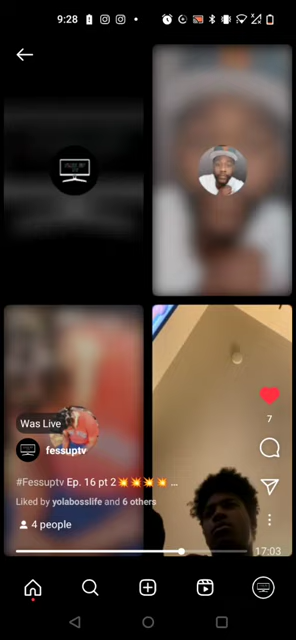 9:28
Was Live
fessuptv
#Fessuptv Ep. 16 pt 2💥💥💥💥 ...
Liked by yolabosslife and 6 others
4 people
7
17:03